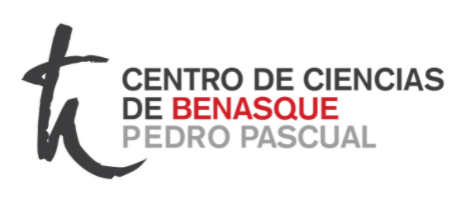 CENTRO DE CIENCIAS
DE BENASQUE
PEDRO PASCUAL